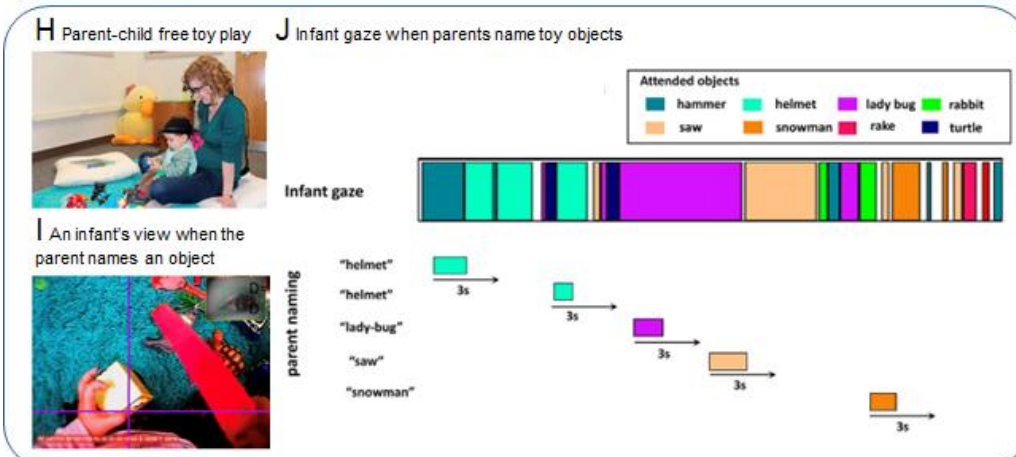 H Parent-child free toy play
J Infant gaze when parents name toy objects
Attended objects
hammer helmet lady bug rabbit
saw snowman rake turtle
Infant gaze
I An infant's view when the
parent names an object
parent naming
"helmet"
3s
"helmet"
3s
"lady-bug"
3s
"saw"
3s
"snowman"
3s